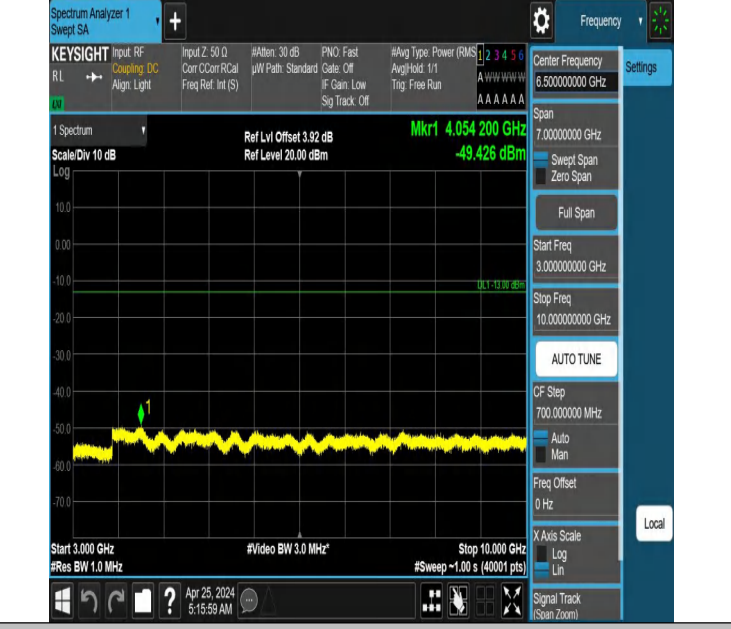 Spectrum Analyzer 1
Swept SA
+
Frequency
KEYSIGHT
RL
LXI
Input: RF
Coupling: DC
Align: Light
Input Z: 50 Ω
Corr CCorr RCal
Freq Ref: Int (S)
#Atten: 30 dB
µW Path: Standard
PNO: Fast
Gate: Off
IF Gain: Low
Sig Track: Off
#Avg Type: Power (RMS
Avg|Hold: 1/1
Trig: Free Run
1 2 3 4 5 6
A W W W W W
A A A A A A
1 Spectrum
Scale/Div 10 dB
Log
Ref Lvl Offset 3.92 dB
Ref Level 20.00 dBm
Mkr1 4.054 200 GHz
-49.426 dBm
10.0
0.00
-10.0
-20.0
-30.0
-40.0
-50.0
-60.0
-70.0
DL1 -13.00 dBm
1
Start 3.000 GHz
#Res BW 1.0 MHz
#Video BW 3.0 MHz*
Stop 10.000 GHz
#Sweep ~1.00 s (40001 pts)
Center Frequency
6.500000000 GHz
Settings
Span
7.00000000 GHz
Swept Span
Zero Span
Full Span
Start Freq
3.000000000 GHz
Stop Freq
10.000000000 GHz
AUTO TUNE
CF Step
700.000000 MHz
Auto
Man
Freq Offset
0 Hz
X Axis Scale
Log
Lin
Local
Signal Track
(Span Zoom)
?
Apr 25, 2024
5:15:59 AM